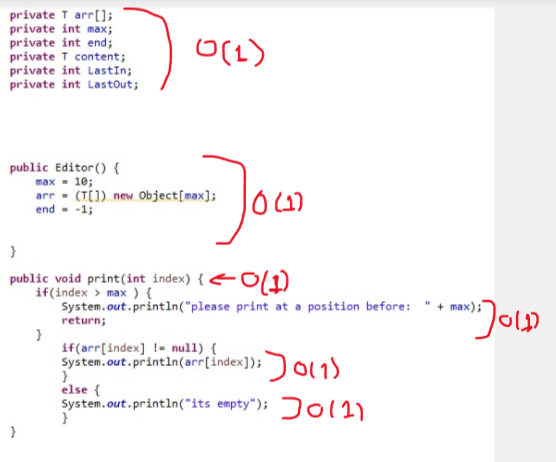 private T arr[];
private int max;
private int end;
private T content;
private int LastIn;
private int LastOut;
O(1)
public Editor() {
max = 10;
arr = (T[]) new Object[max];
end = -1;
O(1)
}
public void print(int index) { ← O(1)
if(index > max ) {
System.out.println("please print at a position before:  " + max); O(1)
return;
}
if(arr[index] != null) {
System.out.println(arr[index]); O(1)
}
else {
System.out.println("its empty"); O(1)
}
}